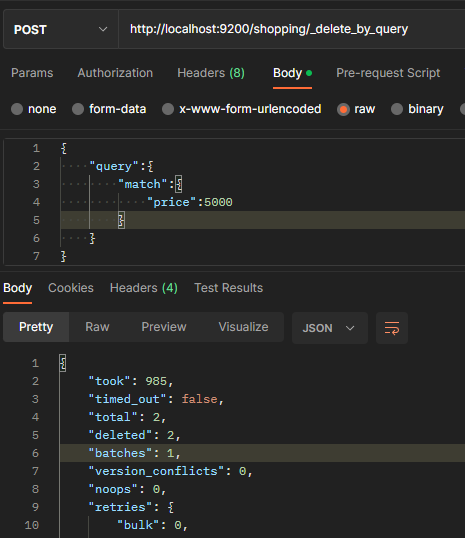 POST http://localhost:9200/shopping/_delete_by_query
Params Authorization Headers (8) Body Pre-request Script
none form-data x-www-form-urlencoded raw binary
1 {
2 "query":{
3 "match":{
4 "price":5000
5 }
6 }
7 }
Body Cookies Headers (4) Test Results
Pretty Raw Preview Visualize JSON
1 {
2 "took": 985,
3 "timed_out": false,
4 "total": 2,
5 "deleted": 2,
6 "batches": 1,
7 "version_conflicts": 0,
8 "noops": 0,
9 "retries": {
10 "bulk": 0,